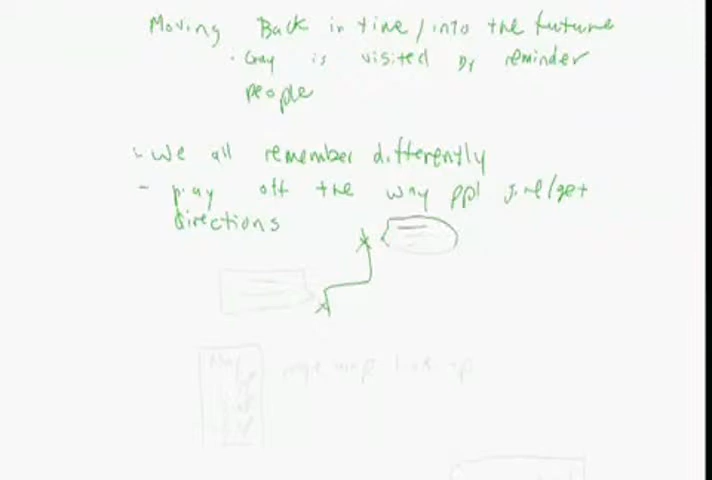 Moving Back in time/into the future
· Guy is visited by reminder
people
- we all remember differently
- play off the way ppl give/get
directions
Map